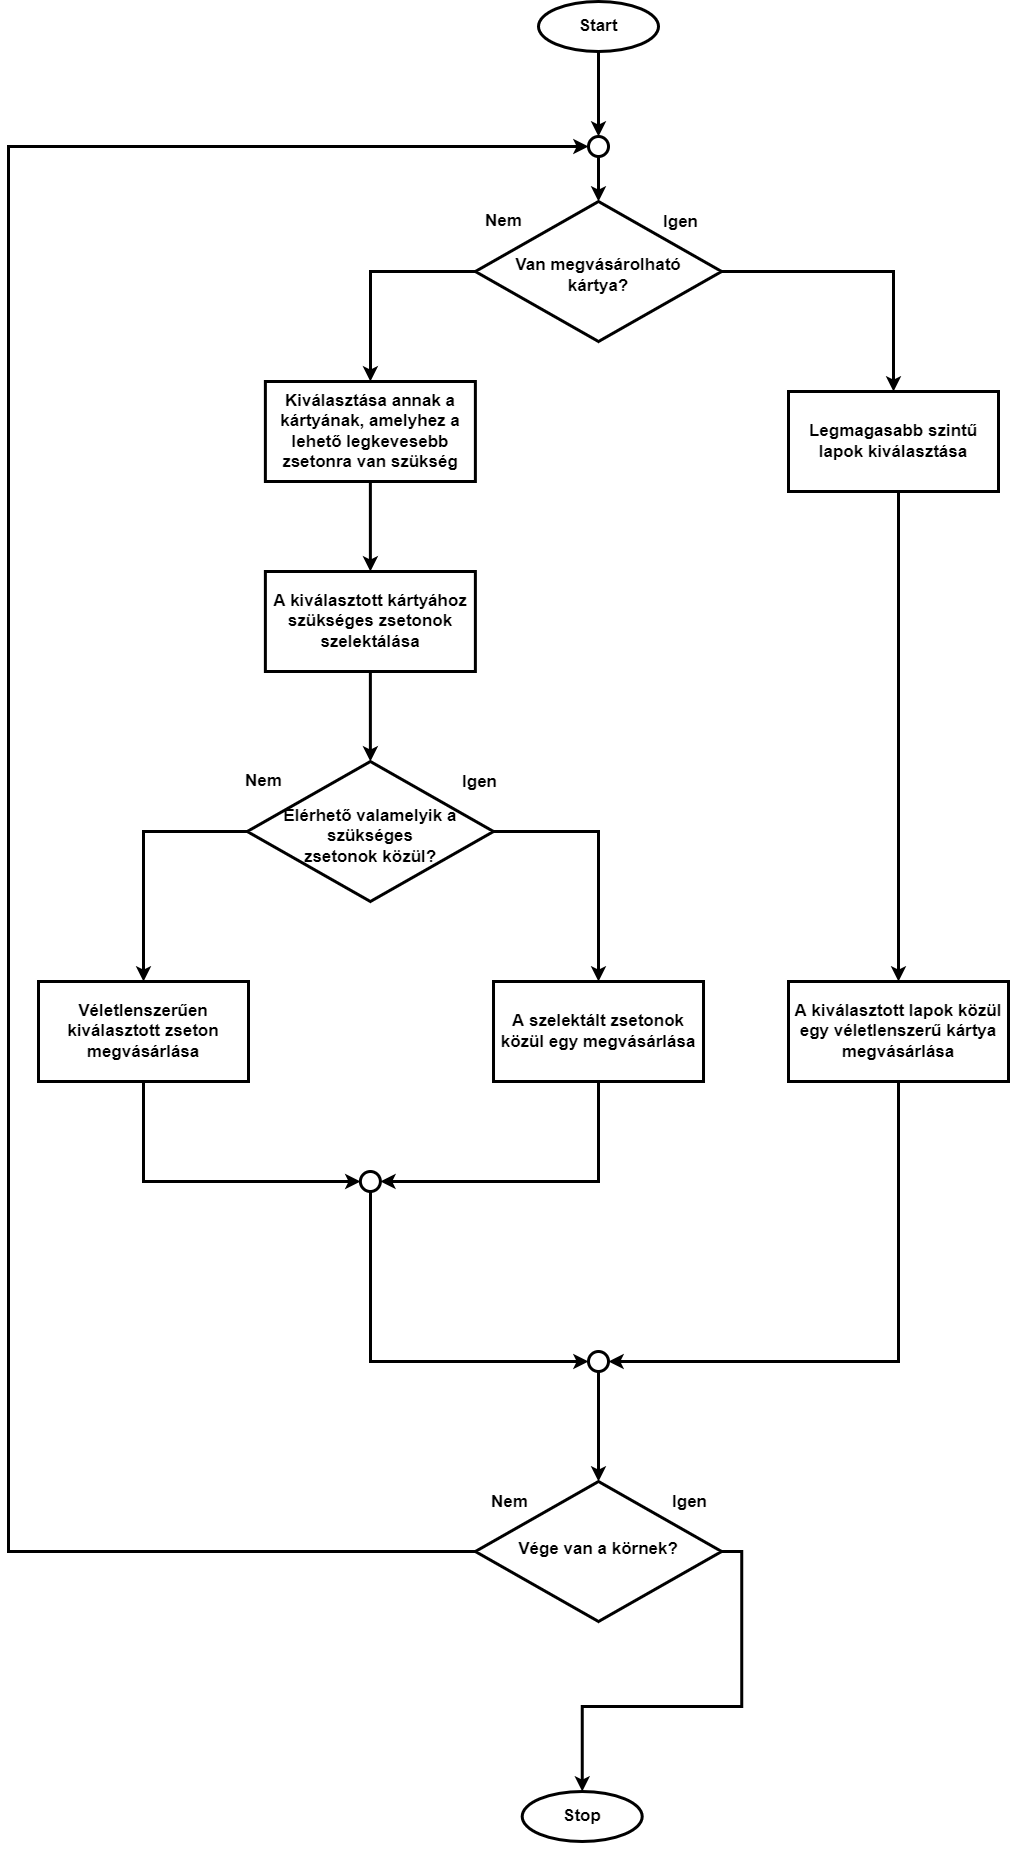 Start
Nem
Igen
Van megvásárolható
kártya?
Kiválasztása annak a
kártyának, amelyhez a
lehető legkevesebb
zsetonra van szükség
Legmagasabb szintű
lapok kiválasztása
A kiválasztott kártyához
szükséges zsetonok
szelektálása
Nem
Igen
Elérhető valamelyik a
szükséges
zsetonok közül?
Véletlenszerűen
kiválasztott zseton
megvásárlása
A szelektált zsetonok
közül egy megvásárlása
A kiválasztott lapok közül
egy véletlenszerű kártya
megvásárlása
Nem
Igen
Vége van a körnek?
Stop